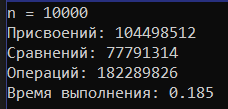 n = 10000
Присвоений: 104498512
Сравнений: 77791314
Операций: 182289826
Время выполнения: 0.185